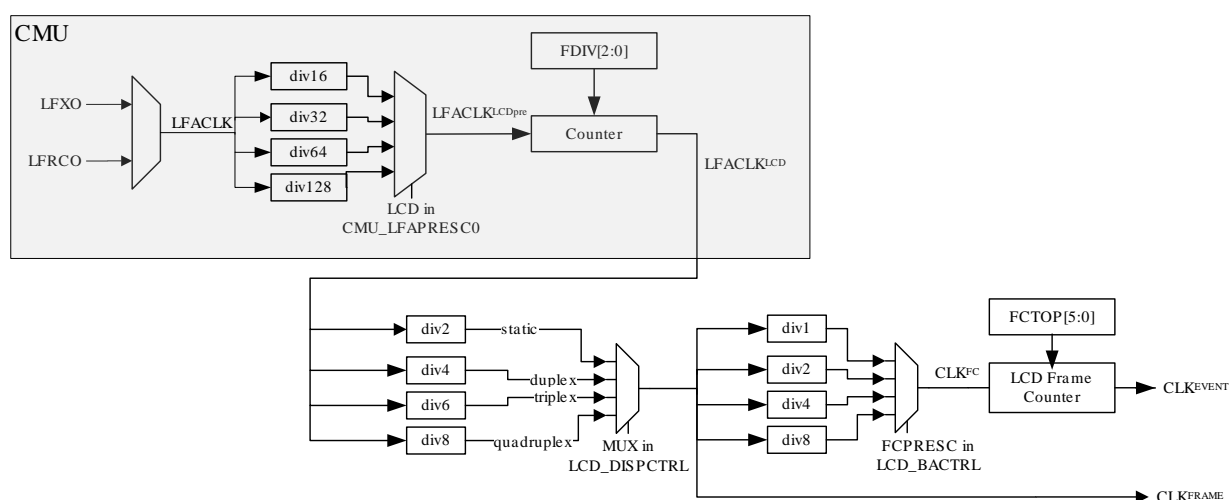 CMU
FDIV[2:0]
div16
LFXO
LFACLK
div32
LFACLKLCDpre
Counter
div64
LFRCO
LFACLKLCD
div128
LCD in
CMU_LFAPRESC0
div2
static
div1
FCTOP[5:0]
div4
duplex
div2
CLKFC
LCD Frame
Counter
CLKEVENT
div6
triplex
div4
div8
quadruplex
div8
MUX in
LCD_DISPCTRL
FCPRESC in
LCD_BACTRL
CLKFRAME